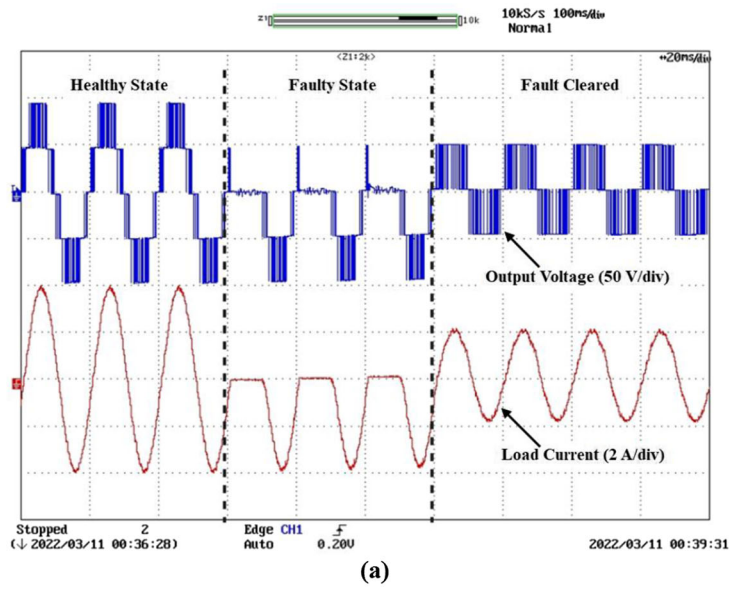 Z1 10k 10kS/s 100ms/div
Normal
<Z1:2k> ↔20ms/div
Healthy State Faulty State Fault Cleared
Output Voltage (50 V/div)
Load Current (2 A/div)
Stopped 2 Edge CH1 2022/03/11 00:39:31
(↓2022/03/11 00:36:28) Auto 0.20V
(a)